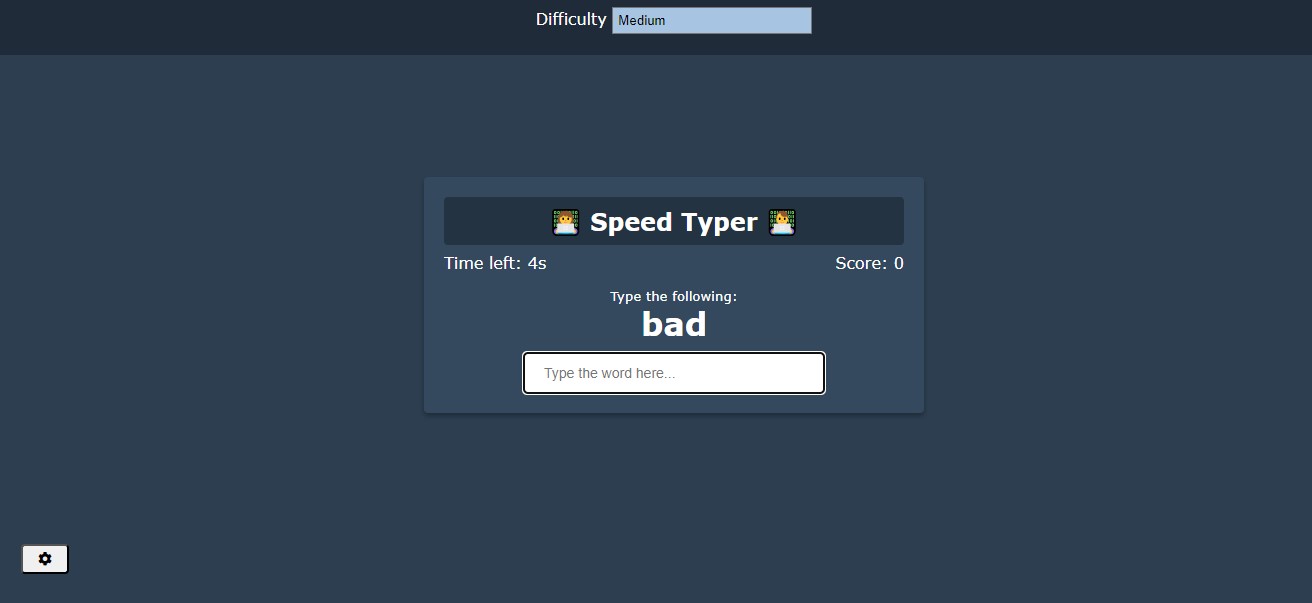 Difficulty Medium
Speed Typer
Time left: 4s Score: 0
Type the following:
bad
Type the word here...